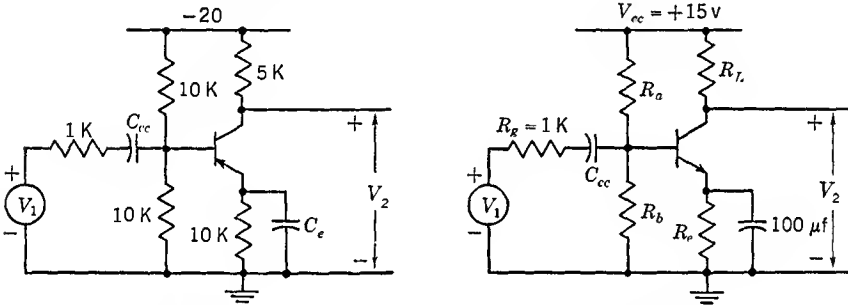 −20
10 K
5 K
1 K
C_cc
+
+
V_1
V_2
−
10 K
10 K
C_e
−
V_cc = +15 v
R_a
R_L
R_g = 1 K
C_cc
+
+
V_1
V_2
−
R_b
R_e
100 μf
−